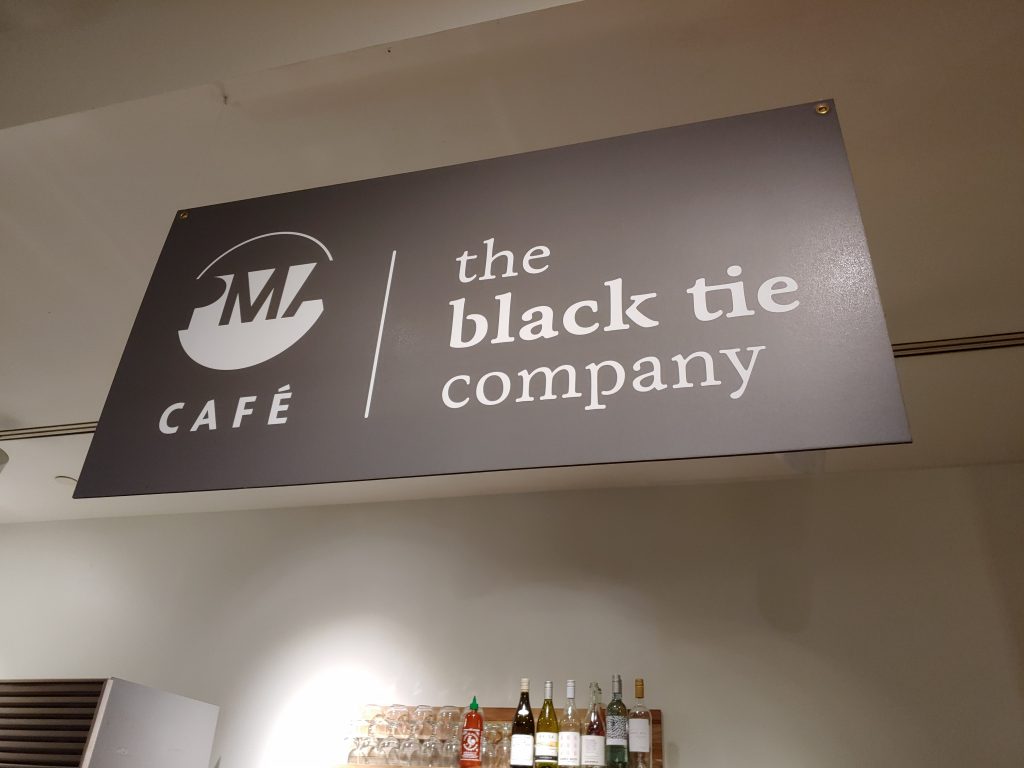 M
CAFÉ
the
black tie
company